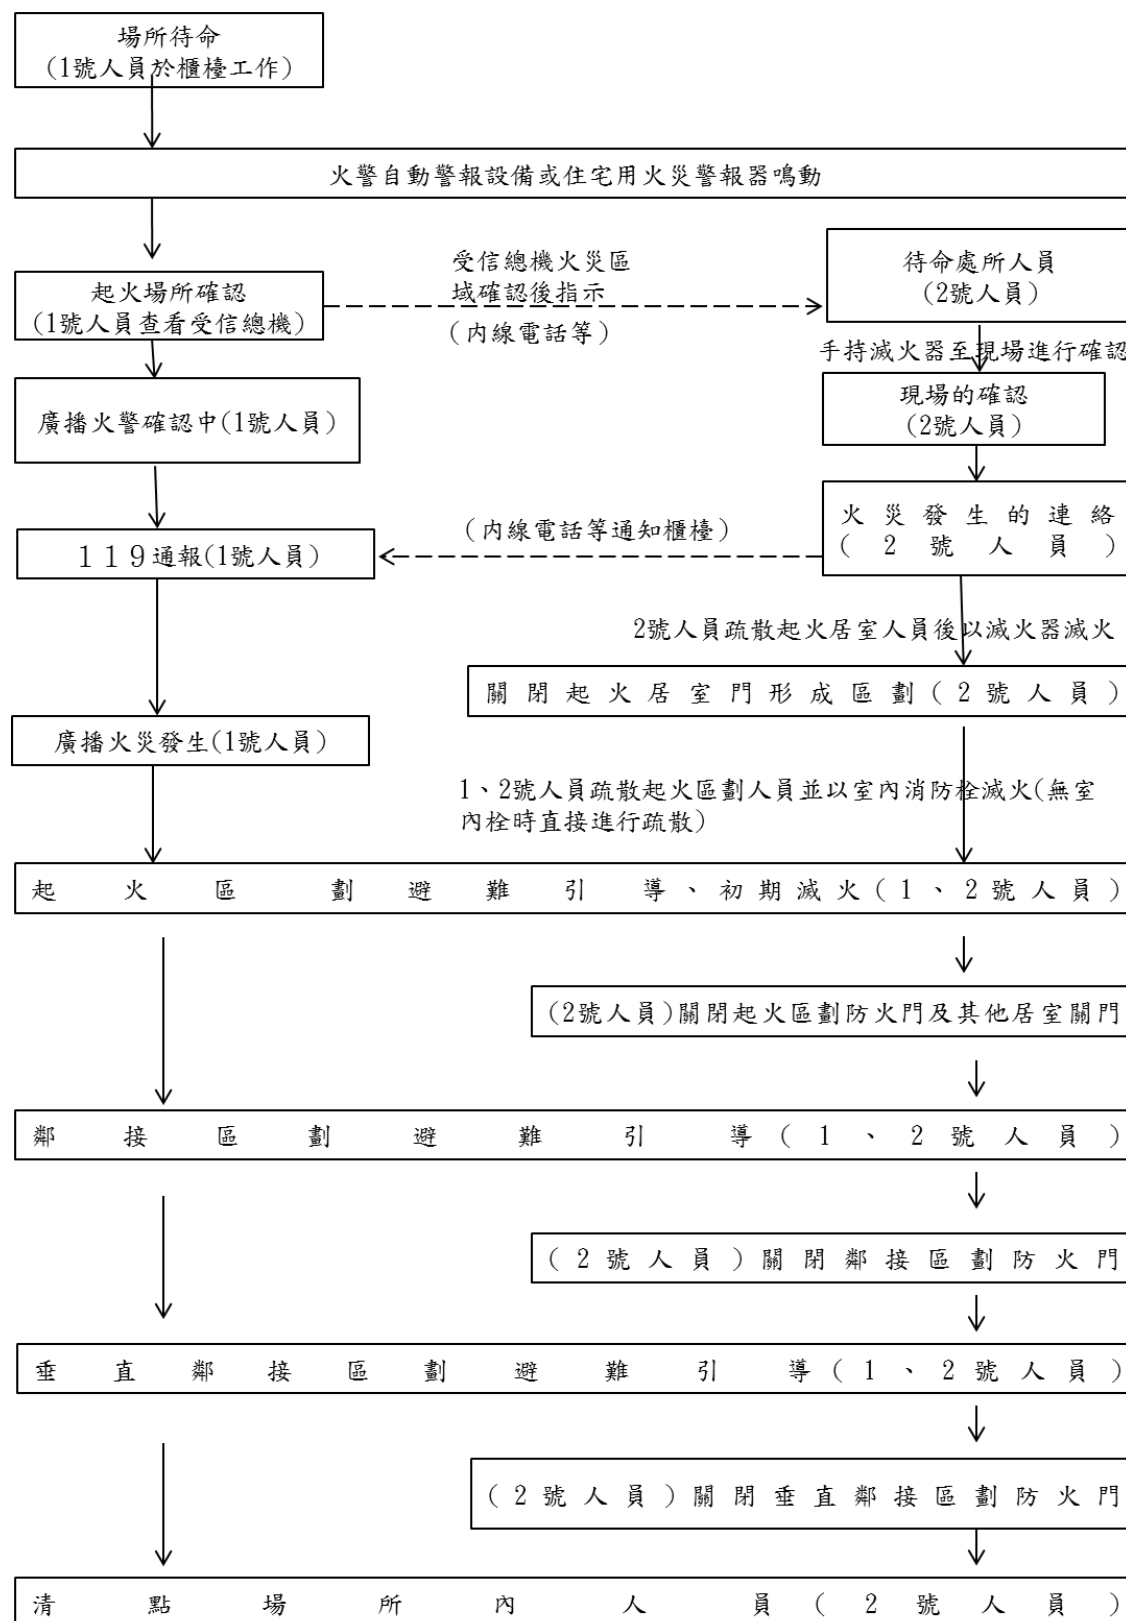 場所待命
(1號人員於櫃檯工作)
火警自動警報設備或住宅用火災警報器鳴動
起火場所確認
(1號人員查看受信總機)
受信總機火災區
域確認後指示
(內線電話等)
待命處所人員
(2號人員)
手持滅火器至現場進行確認
廣播火警確認中(1號人員)
現場的確認
(2號人員)
119通報(1號人員)
(內線電話等通知櫃檯)
火災發生的連絡
(2號人員)
2號人員疏散起火居室人員後以滅火器滅火
關閉起火居室門形成區劃(2號人員)
廣播火災發生(1號人員)
1、2號人員疏散起火區劃人員並以室內消防栓滅火(無室
內栓時直接進行疏散)
起火區劃避難引導、初期滅火(1、2號人員)
(2號人員)關閉起火區劃防火門及其他居室關門
鄰接區劃避難引導(1、2號人員)
(2號人員)關閉鄰接區劃防火門
垂直鄰接區劃避難引導(1、2號人員)
(2號人員)關閉垂直鄰接區劃防火門
清點場所內人員(2號人員)